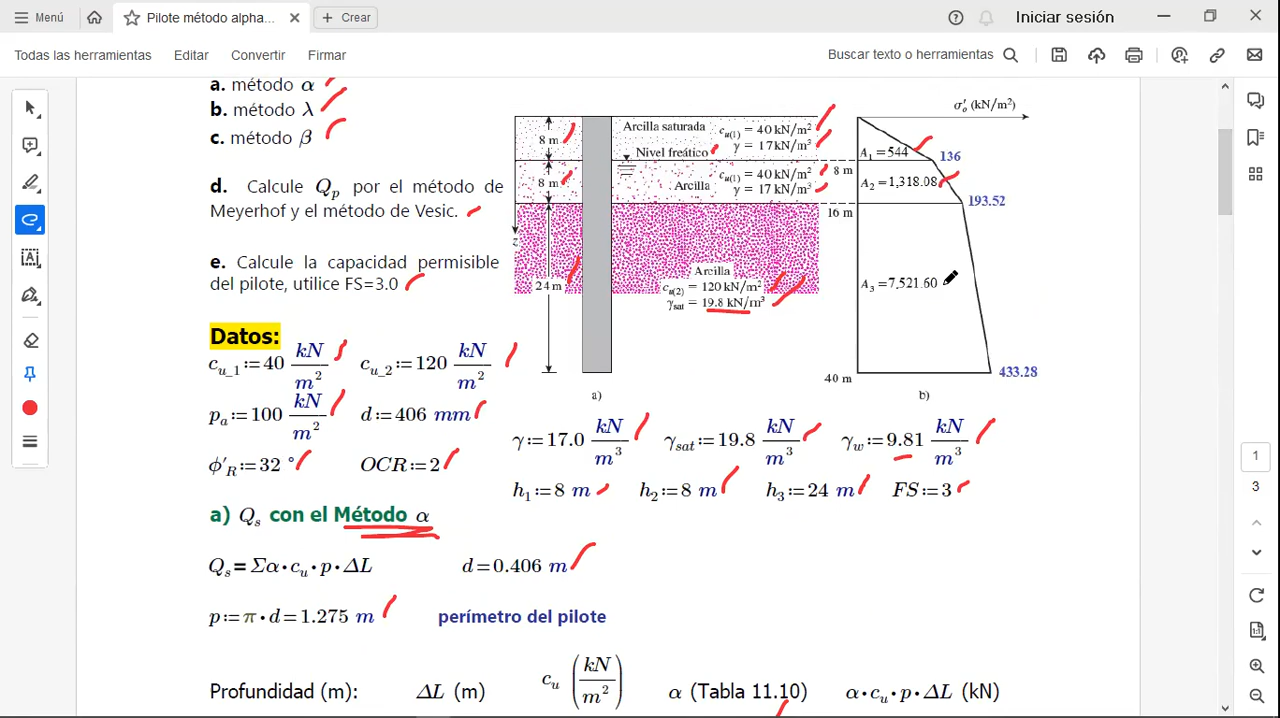 Menú
Pilote método alpha...
Crear
Iniciar sesión
Todas las herramientas
Editar
Convertir
Firmar
Buscar texto o herramientas
a. método α
b. método λ
c. método β
d. Calcule Qp por el método de
Meyerhof y el método de Vesic.
e. Calcule la capacidad permisible
del pilote, utilice FS=3.0
8 m
8 m
z
24 m
Arcilla saturada
cu(1) = 40 kN/m²
γ = 17 kN/m³
Nivel freático
Arcilla
cu(1) = 40 kN/m²
γ = 17 kN/m³
Arcilla
cu(2) = 120 kN/m²
γsat = 19.8 kN/m³
a)
σ'o (kN/m²)
A1 =544
136
8 m
A2 =1,318.08
193.52
16 m
A3 =7,521.60
40 m
433.28
b)
Datos:
cu_1:=40 kN/m² cu_2:=120 kN/m²
pa:=100 kN/m² d:=406 mm
ϕ'R:=32 ° OCR:=2
γ:=17.0 kN/m³ γsat:=19.8 kN/m³ γw:=9.81 kN/m³
h1:=8 m h2:=8 m h3:=24 m FS:=3
a) Qs con el Método α
Qs=Σα·cu·p·ΔL d=0.406 m
p:=π·d=1.275 m perímetro del pilote
Profundidad (m): ΔL (m) cu (kN/m²) α (Tabla 11.10) α·cu·p·ΔL (kN)
1
3